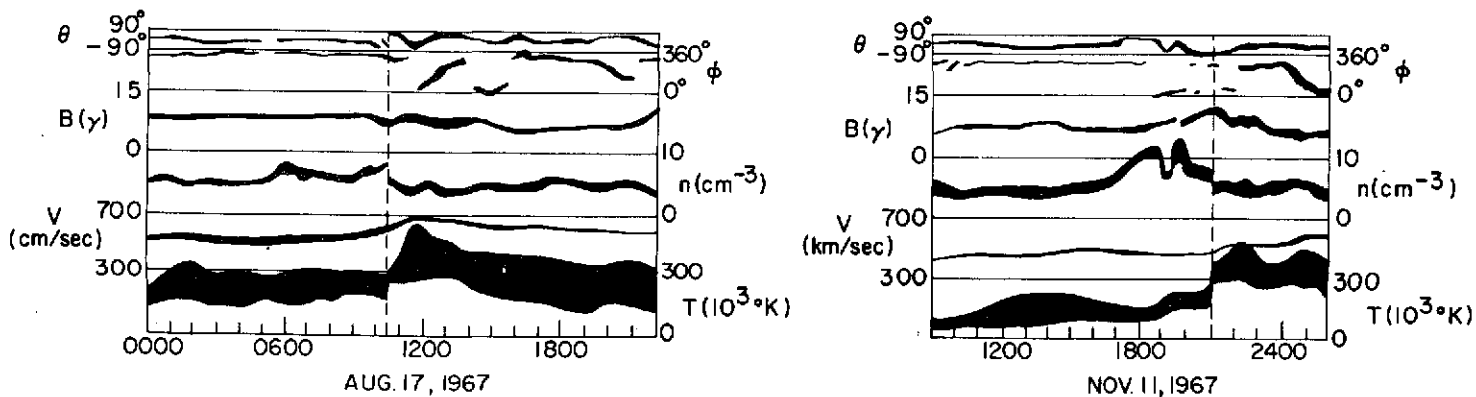 θ 90°
-90°
360° φ
0°
15
B(γ)
0
10
n(cm⁻³)
0
V 700
(cm/sec)
300
300
T(10³ °K)
0
0000 0600 1200 1800
AUG. 17, 1967
θ 90°
-90°
360° φ
0°
15
B(γ)
0
10
n(cm⁻³)
0
V 700
(km/sec)
300
300
T(10³ °K)
0
1200 1800 2400
NOV. 11, 1967